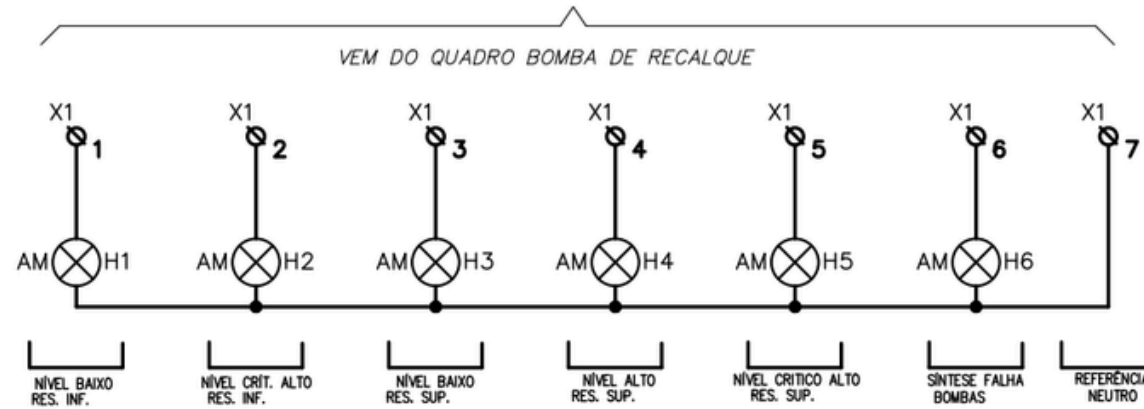 VEM DO QUADRO BOMBA DE RECALQUE
X1 X1 X1 X1 X1 X1 X1
1 2 3 4 5 6 7
AM H1 AM H2 AM H3 AM H4 AM H5 AM H6
NÍVEL BAIXO
RES. INF.
NÍVEL CRÍT. ALTO
RES. INF.
NÍVEL BAIXO
RES. SUP.
NÍVEL ALTO
RES. SUP.
NÍVEL CRITICO ALTO
RES. SUP.
SÍNTESE FALHA
BOMBAS
REFERÊNCIA
NEUTRO